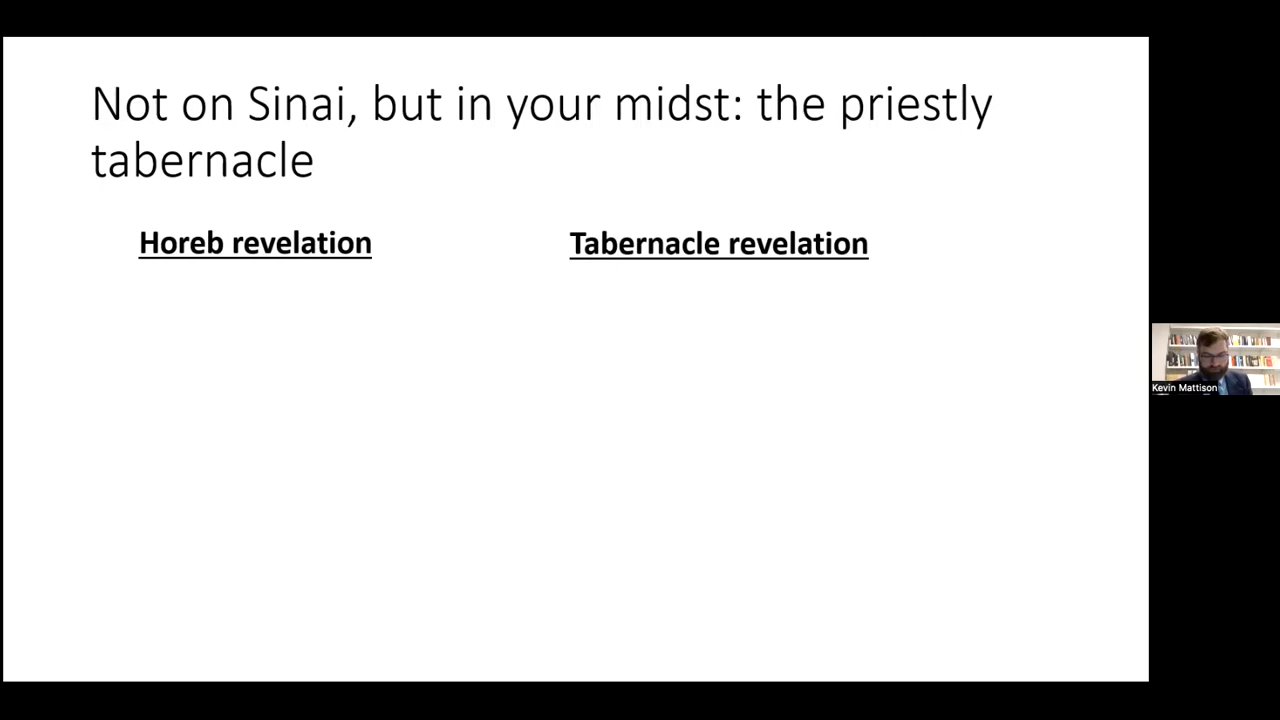 Not on Sinai, but in your midst: the priestly
tabernacle
Horeb revelation
Tabernacle revelation
Kevin Mattison